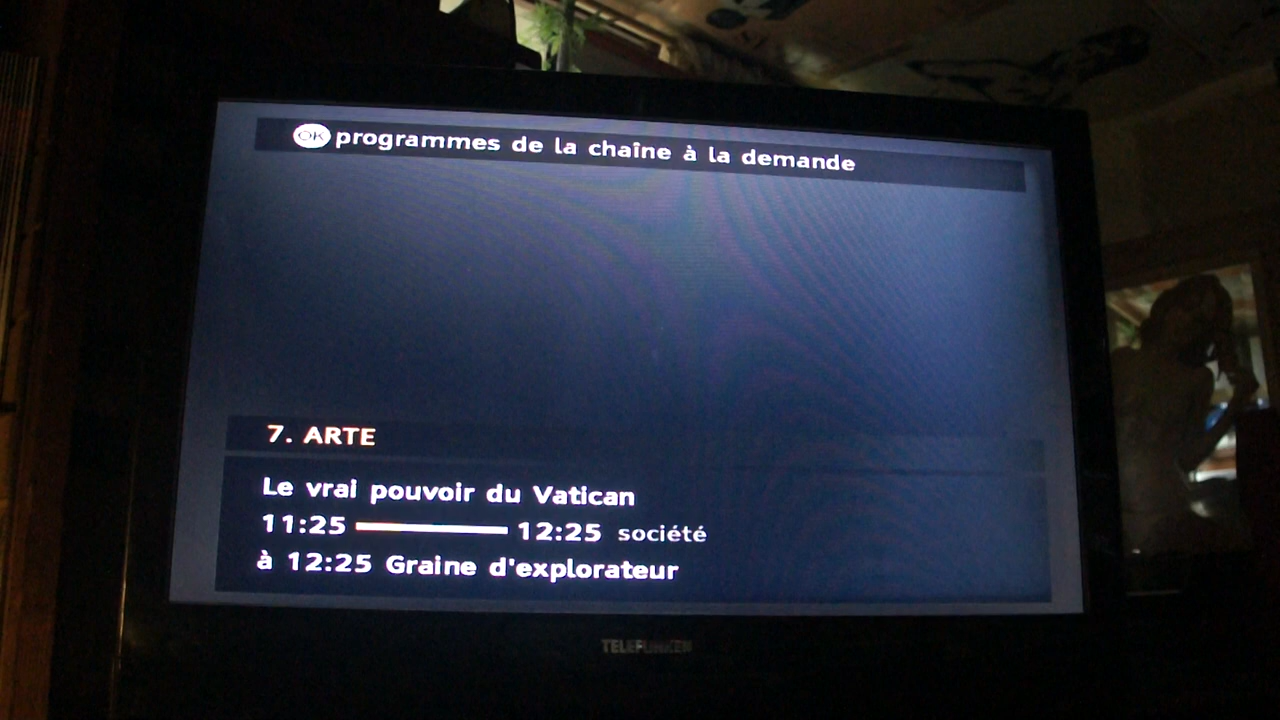 OK programmes de la chaîne à la demande
7. ARTE
Le vrai pouvoir du Vatican
11:25 12:25 société
à 12:25 Graine d'explorateur
TELEFUNKEN